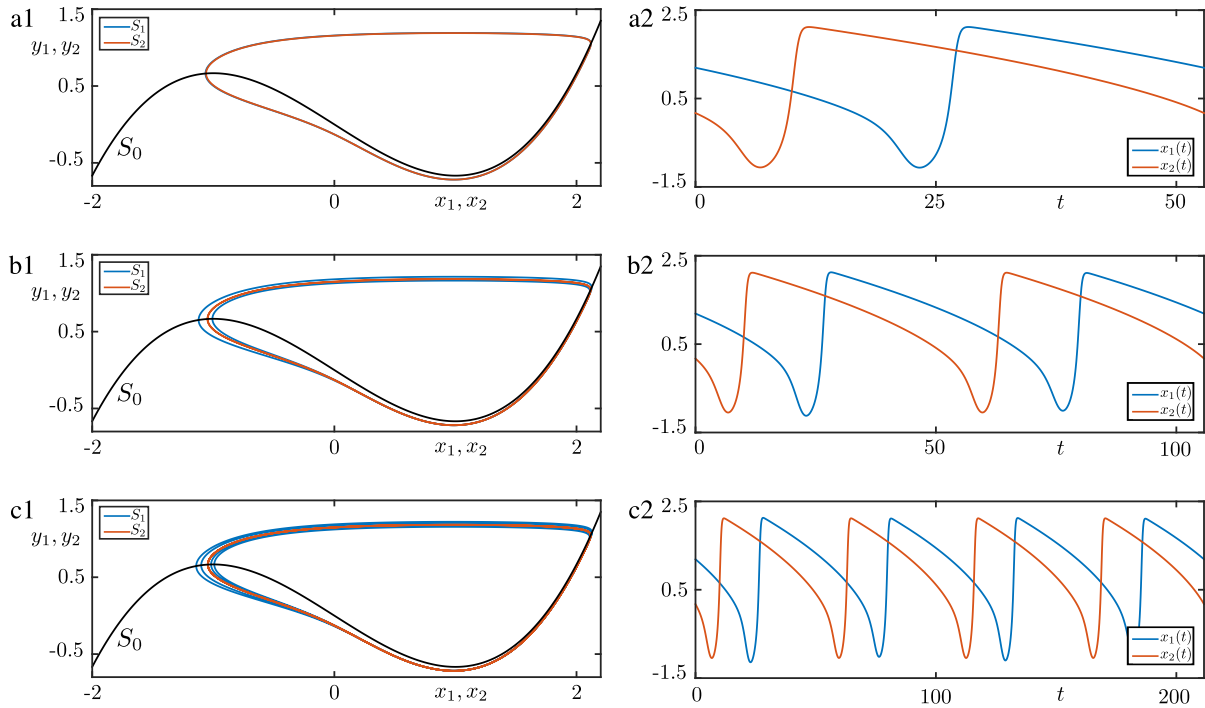 a1
1.5
y₁, y₂
S₁
S₂
0.5
S₀
-0.5
-2
0
x₁, x₂
2
a2
2.5
0.5
x₁(t)
x₂(t)
-1.5
0
25
t
50
b1
1.5
y₁, y₂
S₁
S₂
0.5
S₀
-0.5
-2
0
x₁, x₂
2
b2
2.5
0.5
x₁(t)
x₂(t)
-1.5
0
50
t
100
c1
1.5
y₁, y₂
S₁
S₂
0.5
S₀
-0.5
-2
0
x₁, x₂
2
c2
2.5
0.5
x₁(t)
x₂(t)
-1.5
0
100
t
200